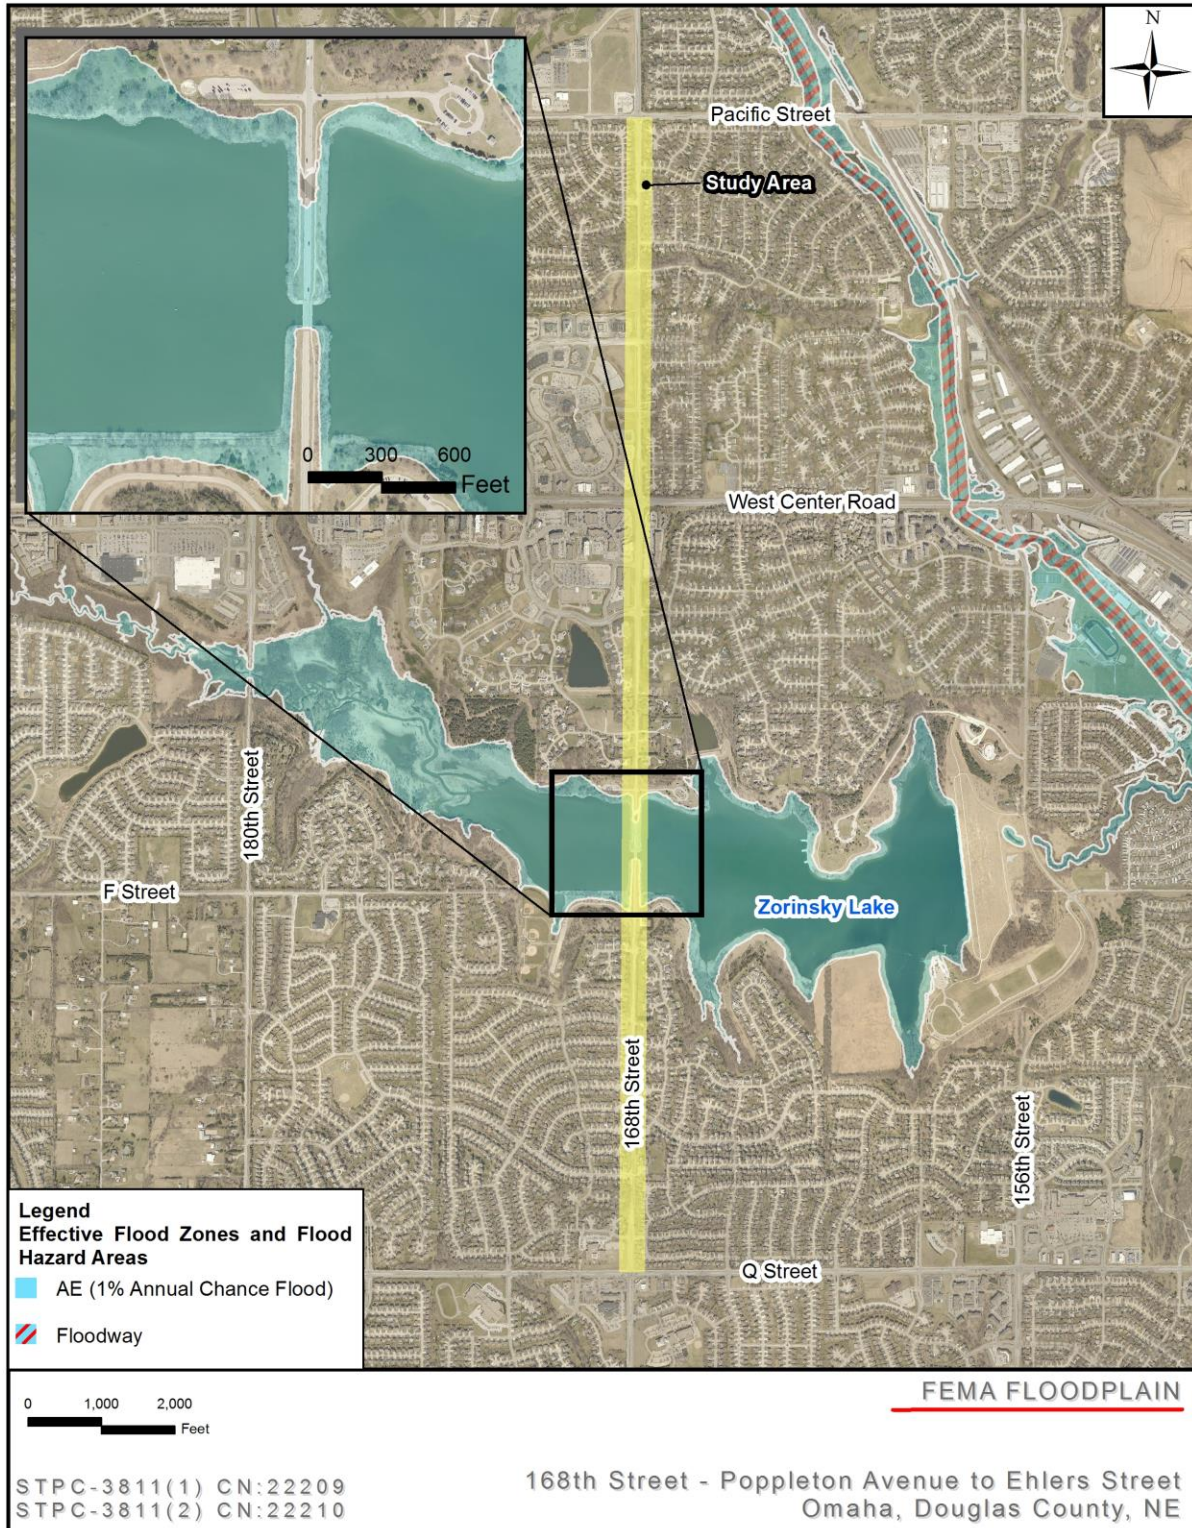 N
Pacific Street
Study Area
0 300 600
Feet
West Center Road
180th Street
F Street
Zorinsky Lake
168th Street
156th Street
Q Street
Legend
Effective Flood Zones and Flood
Hazard Areas
AE (1% Annual Chance Flood)
Floodway
0 1,000 2,000
Feet
FEMA FLOODPLAIN
STPC-3811(1) CN:22209
STPC-3811(2) CN:22210
168th Street - Poppleton Avenue to Ehlers Street
Omaha, Douglas County, NE